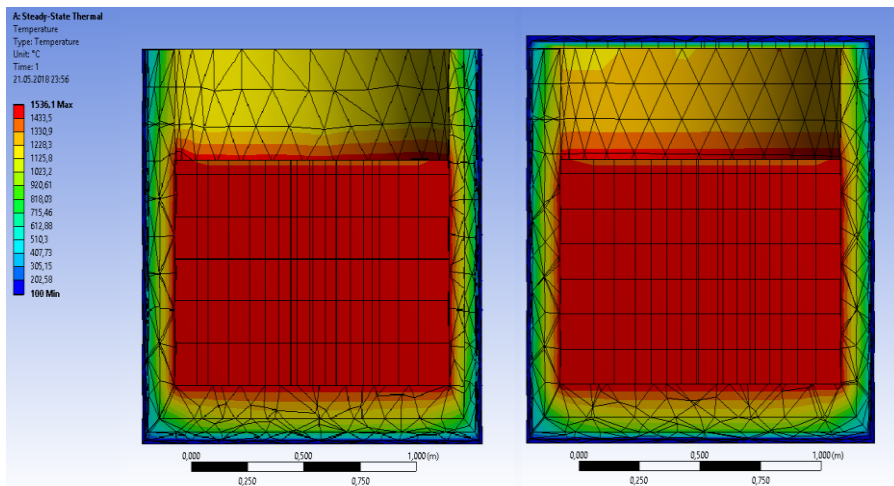 A: Steady-State Thermal
Temperature
Type: Temperature
Unit: °C
Time: 1
21.05.2018 23:56
1536,1 Max
1433,5
1330,9
1228,3
1125,8
1023,2
920,61
818,03
715,46
612,88
510,3
407,73
305,15
202,58
100 Min
0,000 0,500 1,000 (m)
0,250 0,750
0,000 0,500 1,000 (m)
0,250 0,750